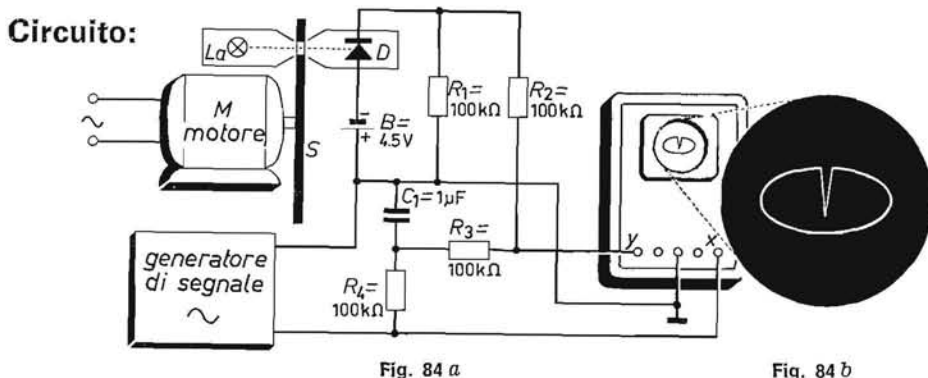 Circuito:
La
D
R1=
100kΩ
R2=
100kΩ
M
motore
B=
4.5V
S
C1=1µF
R3=
100kΩ
y
x
generatore
di segnale
R4=
100kΩ
Fig. 84 a
Fig. 84 b